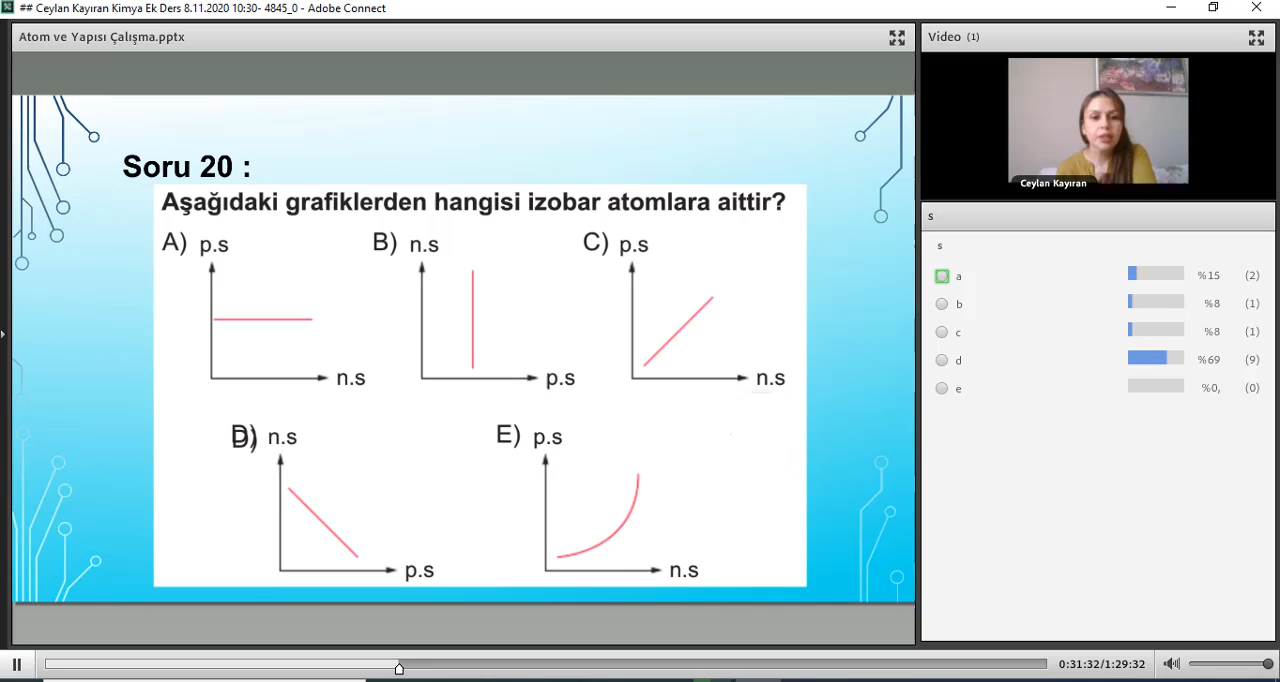 ## Ceylan Kayıran Kimya Ek Ders 8.11.2020 10:30- 4845_0 - Adobe Connect
Atom ve Yapısı Çalışma.pptx
Soru 20 :
Aşağıdaki grafiklerden hangisi izobar atomlara aittir?
A) p.s
n.s
B) n.s
p.s
C) p.s
n.s
D) n.s
p.s
E) p.s
n.s
Video (1)
Ceylan Kayıran
s
s
a %15 (2)
b %8 (1)
c %8 (1)
d %69 (9)
e %0, (0)
0:31:32/1:29:32